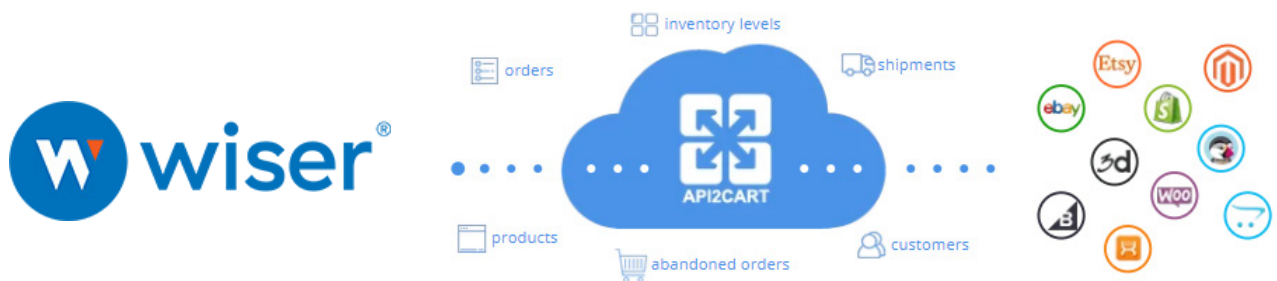 wiser®
inventory levels
orders
shipments
API2CART
products
abandoned orders
customers
Etsy
ebay
S
3d
WOO
B